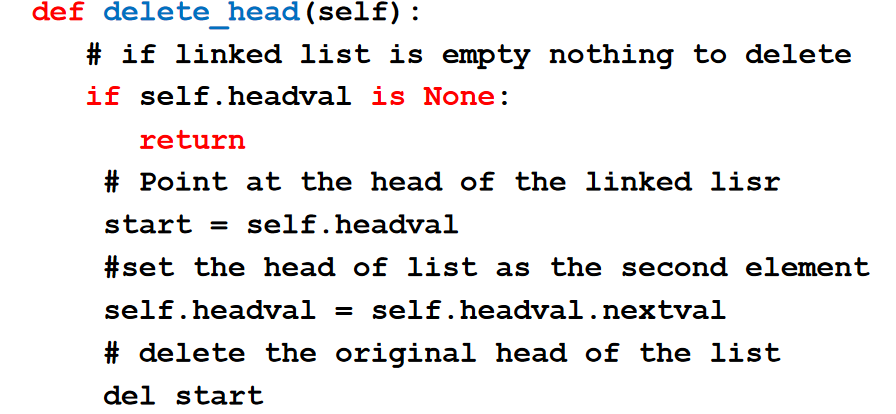 def delete_head(self):
# if linked list is empty nothing to delete
if self.headval is None:
return
# Point at the head of the linked lisr
start = self.headval
#set the head of list as the second element
self.headval = self.headval.nextval
# delete the original head of the list
del start